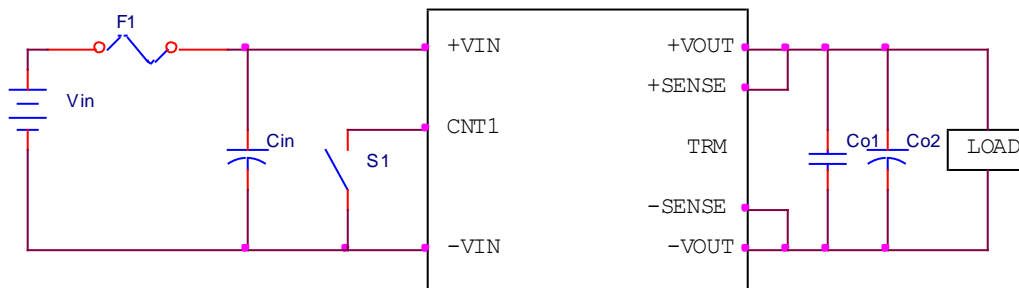 F1
+VIN
+VOUT
Vin
+SENSE
CNT1
Cin
S1
TRM
Co1
Co2
LOAD
-SENSE
-VIN
-VOUT